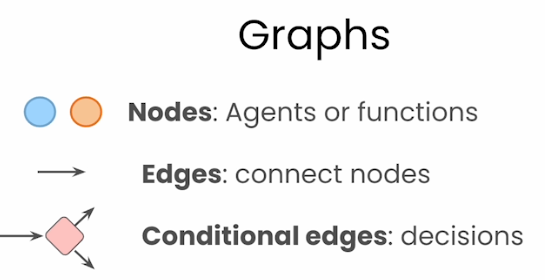 Graphs
Nodes: Agents or functions
Edges: connect nodes
Conditional edges: decisions